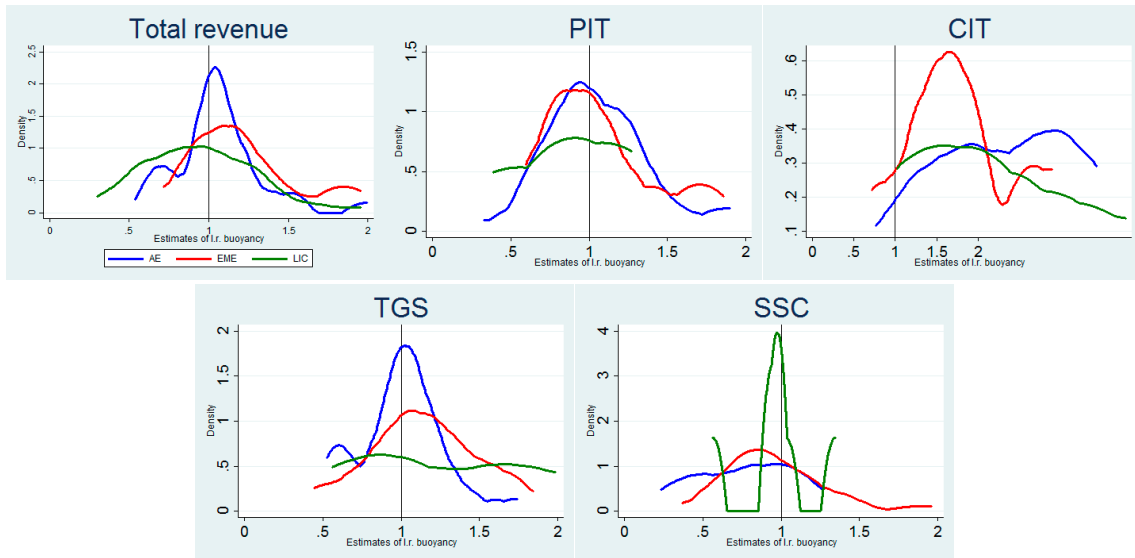 Total revenue
PIT
CIT
Density
0 .5 1 1.5 2 2.5
0 .5 1 1.5 2
Estimates of l.r. buoyancy
AE EME LIC
Density
0 .5 1 1.5
0 .5 1 1.5 2
Estimates of l.r. buoyancy
Density
.1 .2 .3 .4 .5 .6
0 .5 1 1.5 2
Estimates of l.r. buoyancy
TGS
SSC
Density
0 .5 1 1.5 2
0 .5 1 1.5 2
Estimates of l.r. buoyancy
Density
0 1 2 3 4
0 .5 1 1.5 2
Estimates of l.r. buoyancy